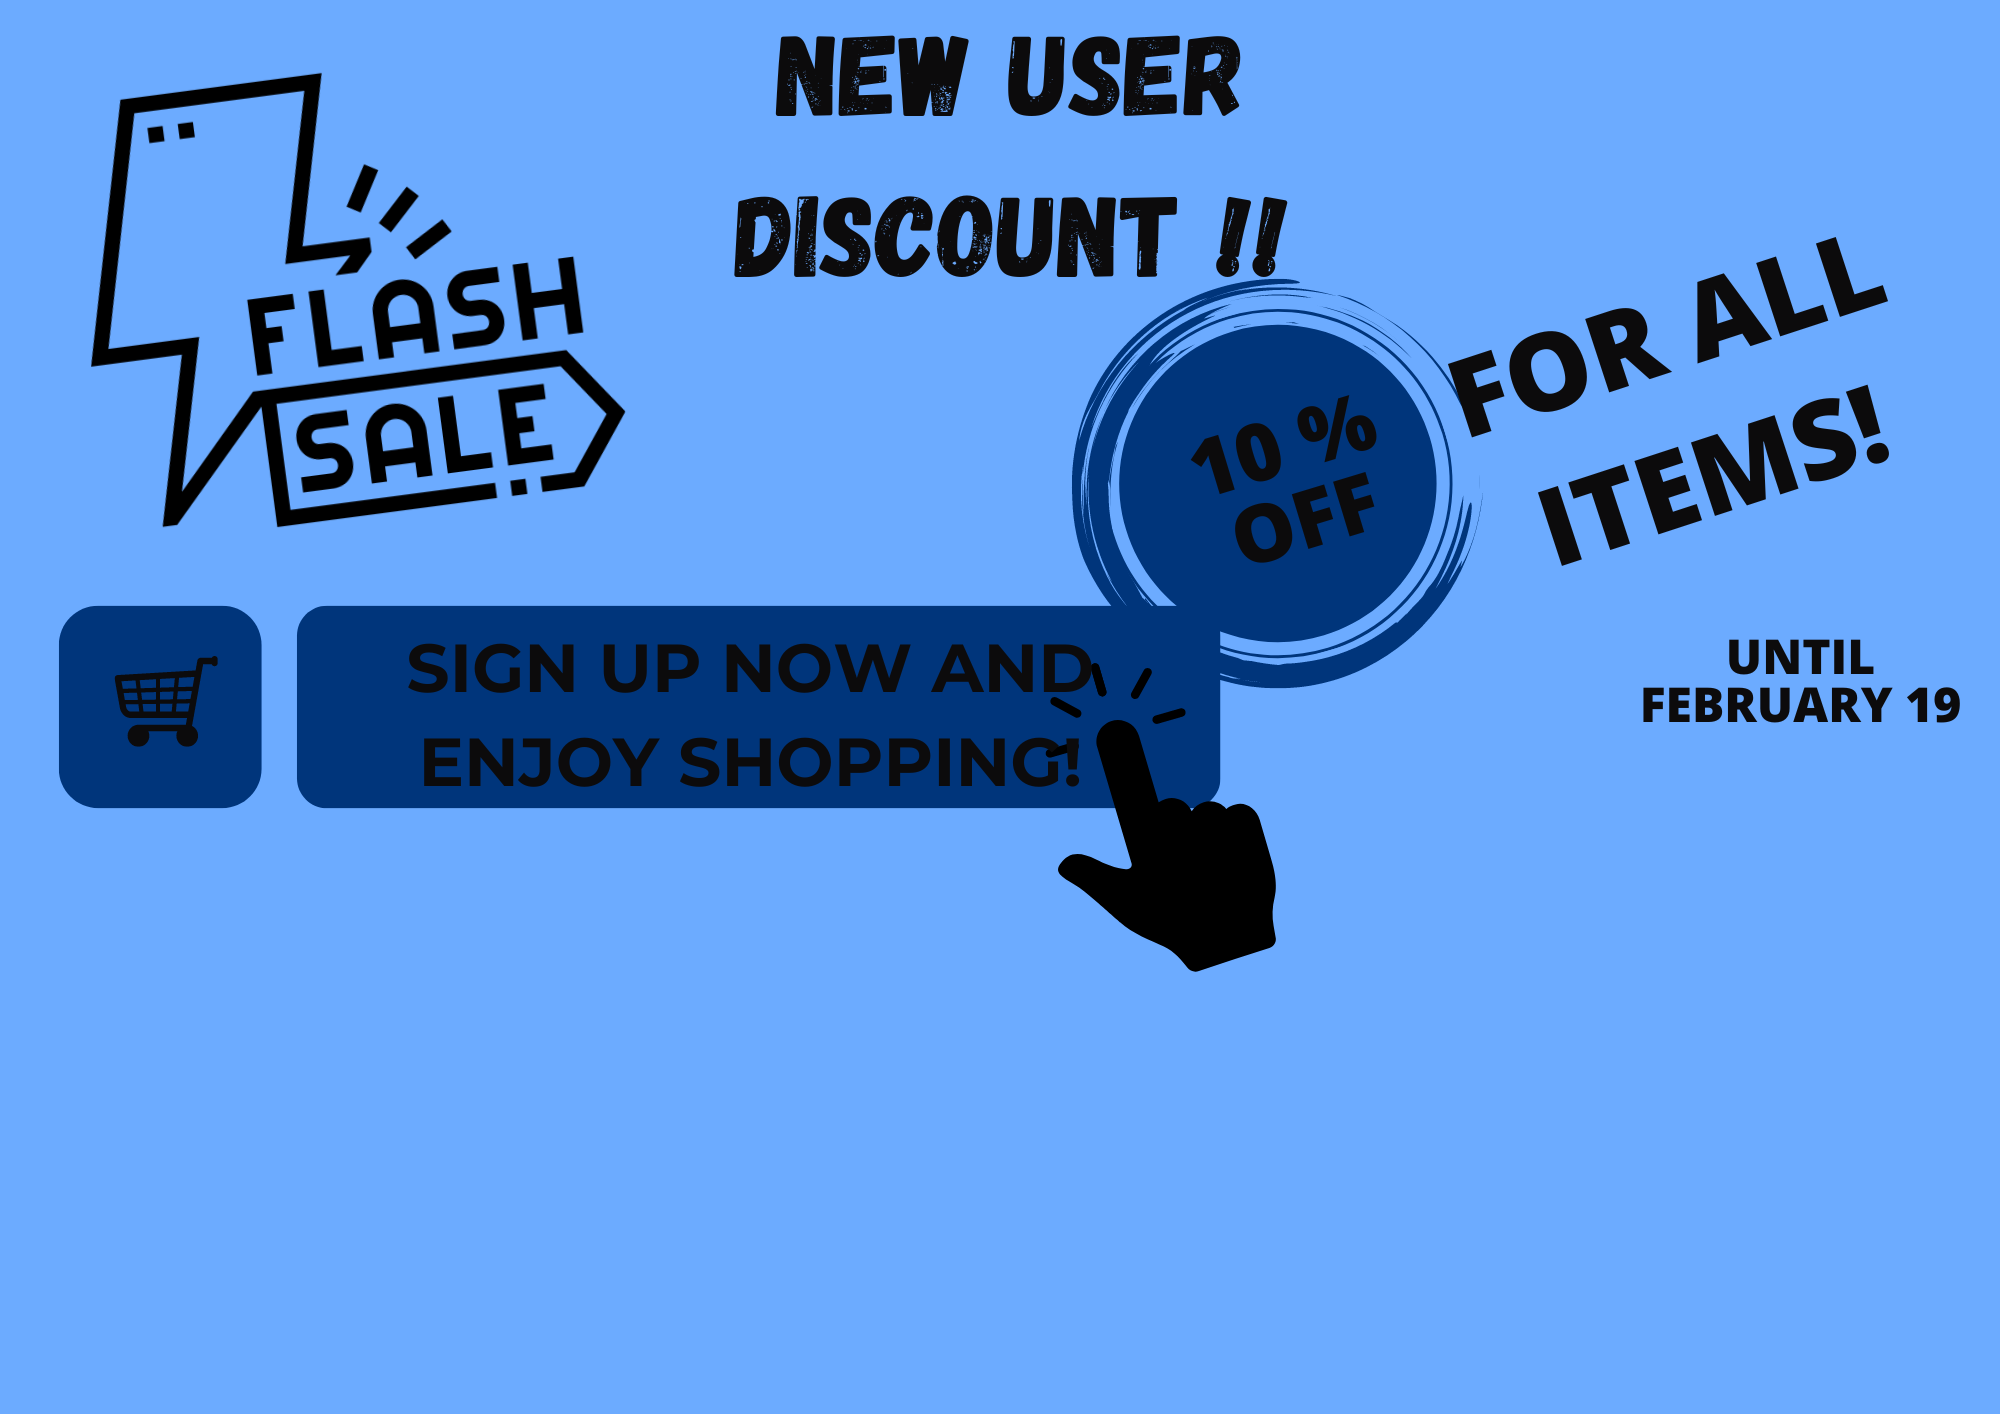 NEW USER
DISCOUNT !!
FLASH
SALE
10 %
OFF
FOR ALL
ITEMS!
SIGN UP NOW AND
ENJOY SHOPPING!
UNTIL
FEBRUARY 19